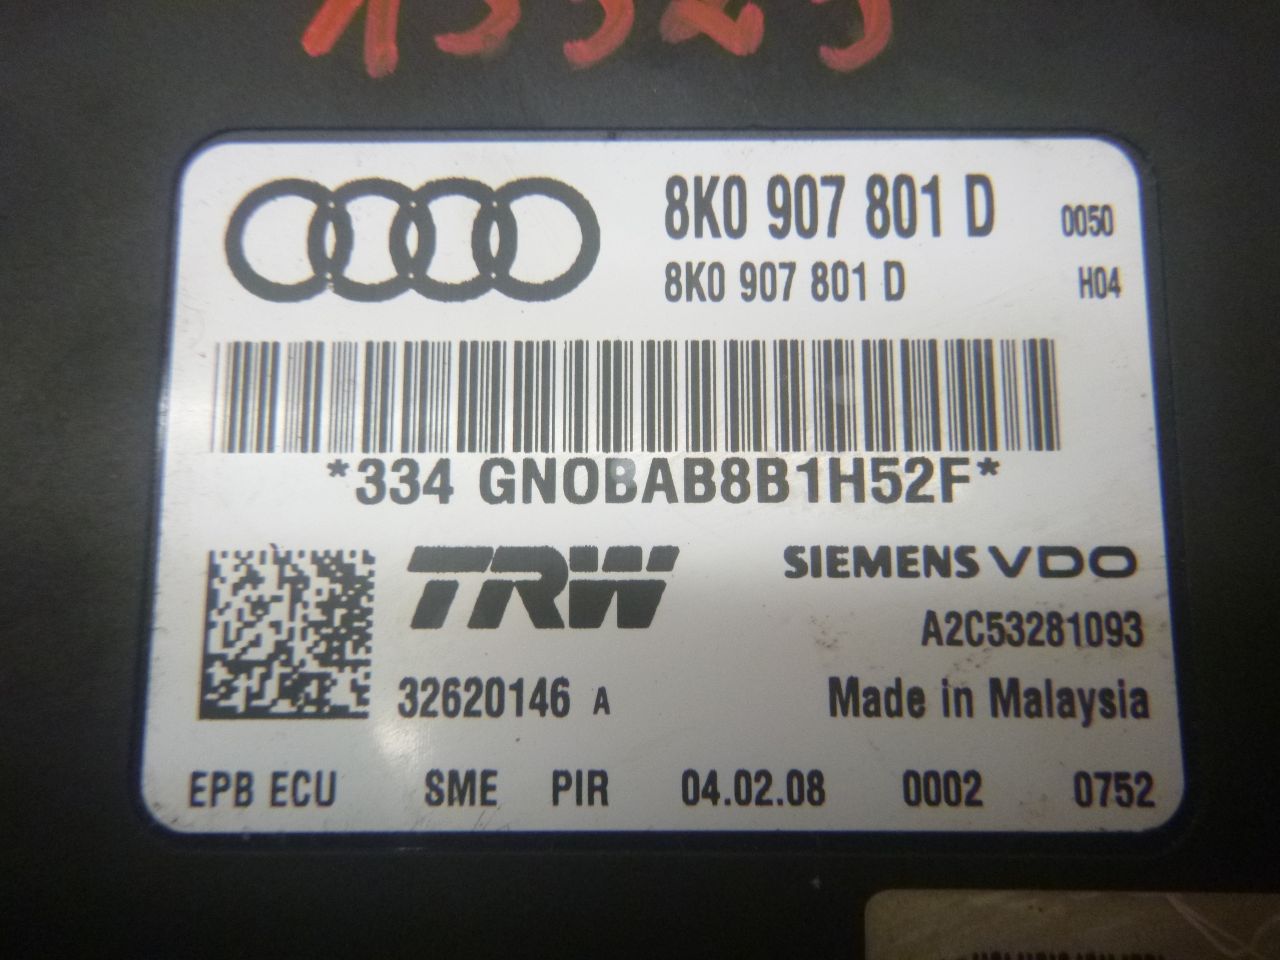 8K0 907 801 D 0050
8K0 907 801 D H04
*334 GN0BAB8B1H52F*
TRW SIEMENS VDO
A2C53281093
32620146 A Made in Malaysia
EPB ECU SME PIR 04.02.08 0002 0752